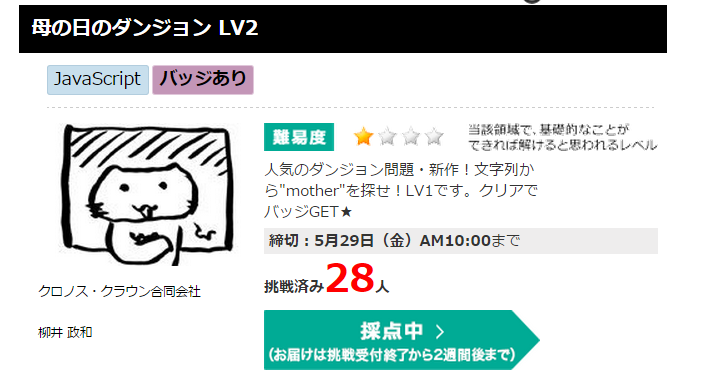 母の日のダンジョン LV2
JavaScript バッジあり
難易度
当該領域で、基礎的なことが
できれば解けると思われるレベル
人気のダンジョン問題・新作！文字列か
ら"mother"を探せ！LV1です。クリアで
バッジGET★
締切：5月29日（金）AM10:00まで
挑戦済み28人
クロノス・クラウン合同会社
柳井 政和
採点中
（お届けは挑戦受付終了から2週間後まで）